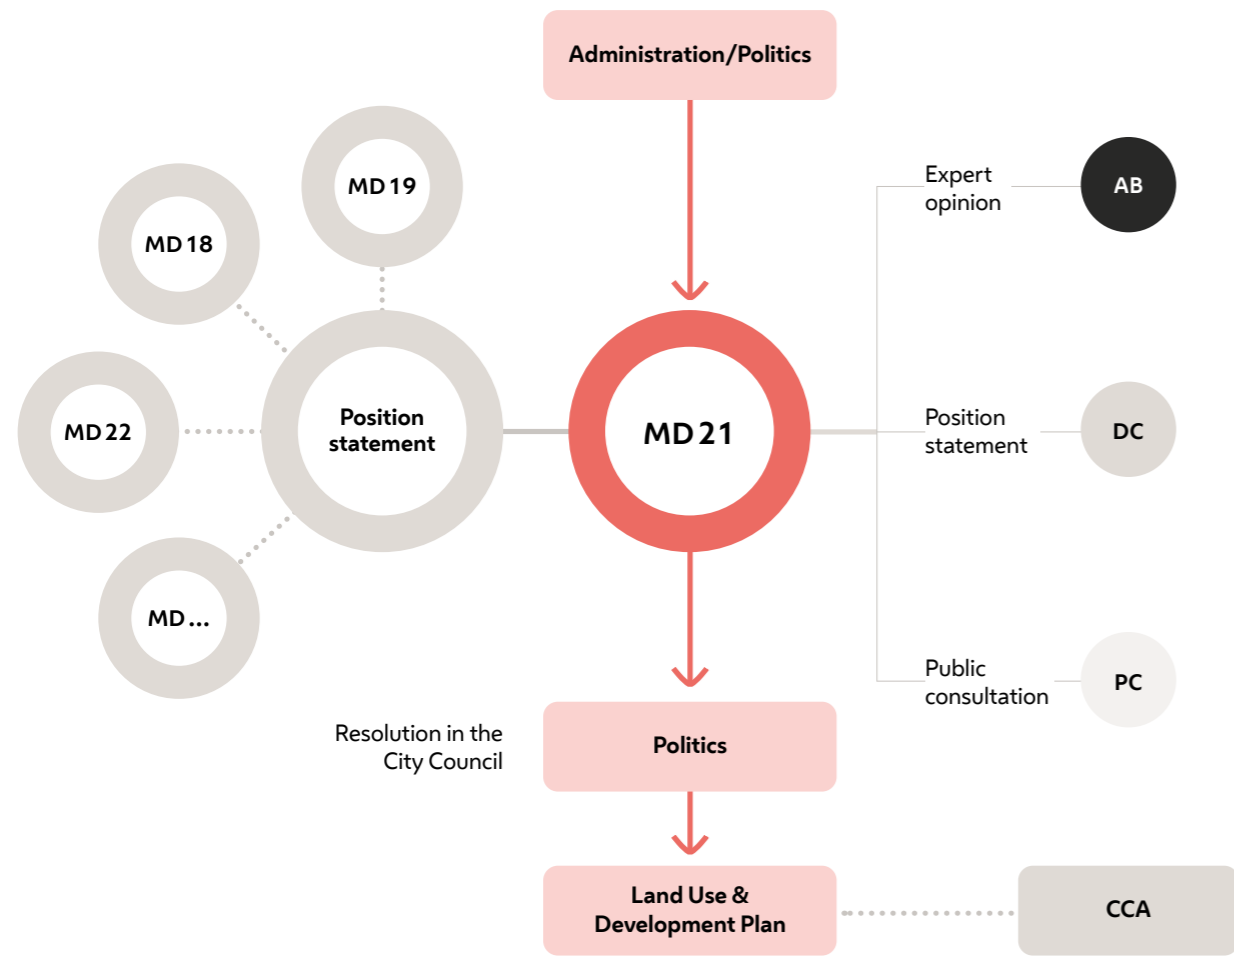 Administration/Politics
MD 19
MD 18
Expert
opinion
AB
MD 22
Position
statement
MD 21
Position
statement
DC
MD ...
Public
consultation
PC
Resolution in the
City Council
Politics
Land Use &
Development Plan
CCA